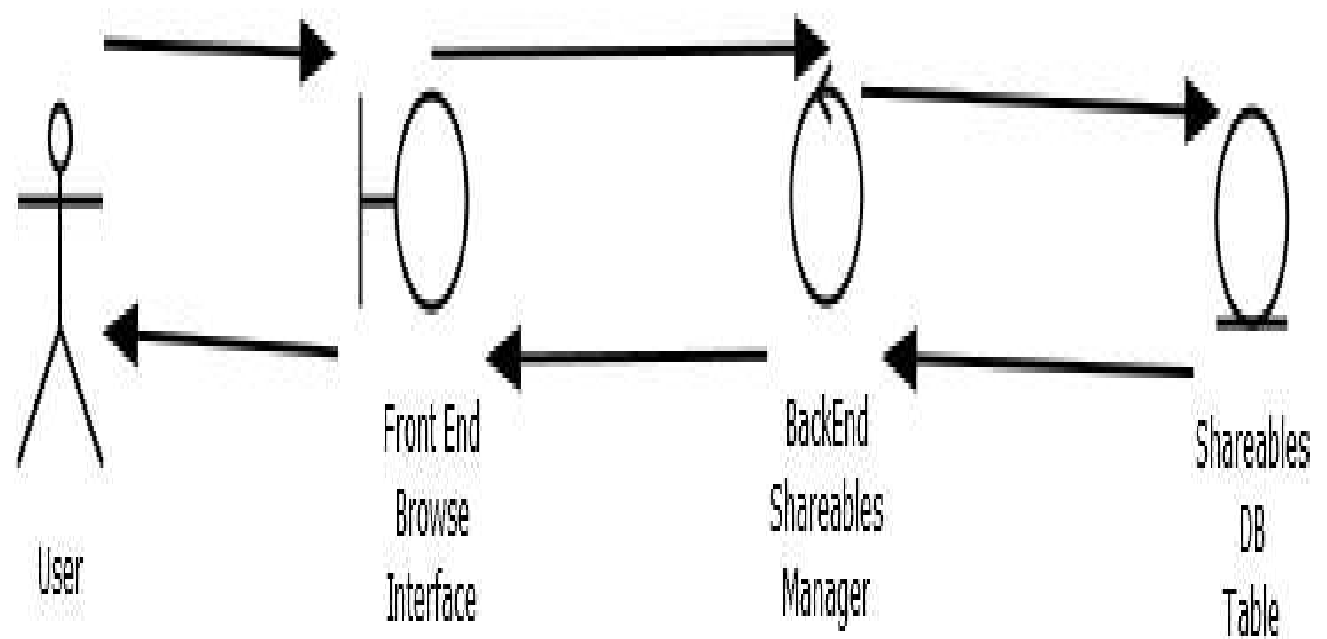 User
Front End
Browse
Interface
BackEnd
Shareables
Manager
Shareables
DB
Table